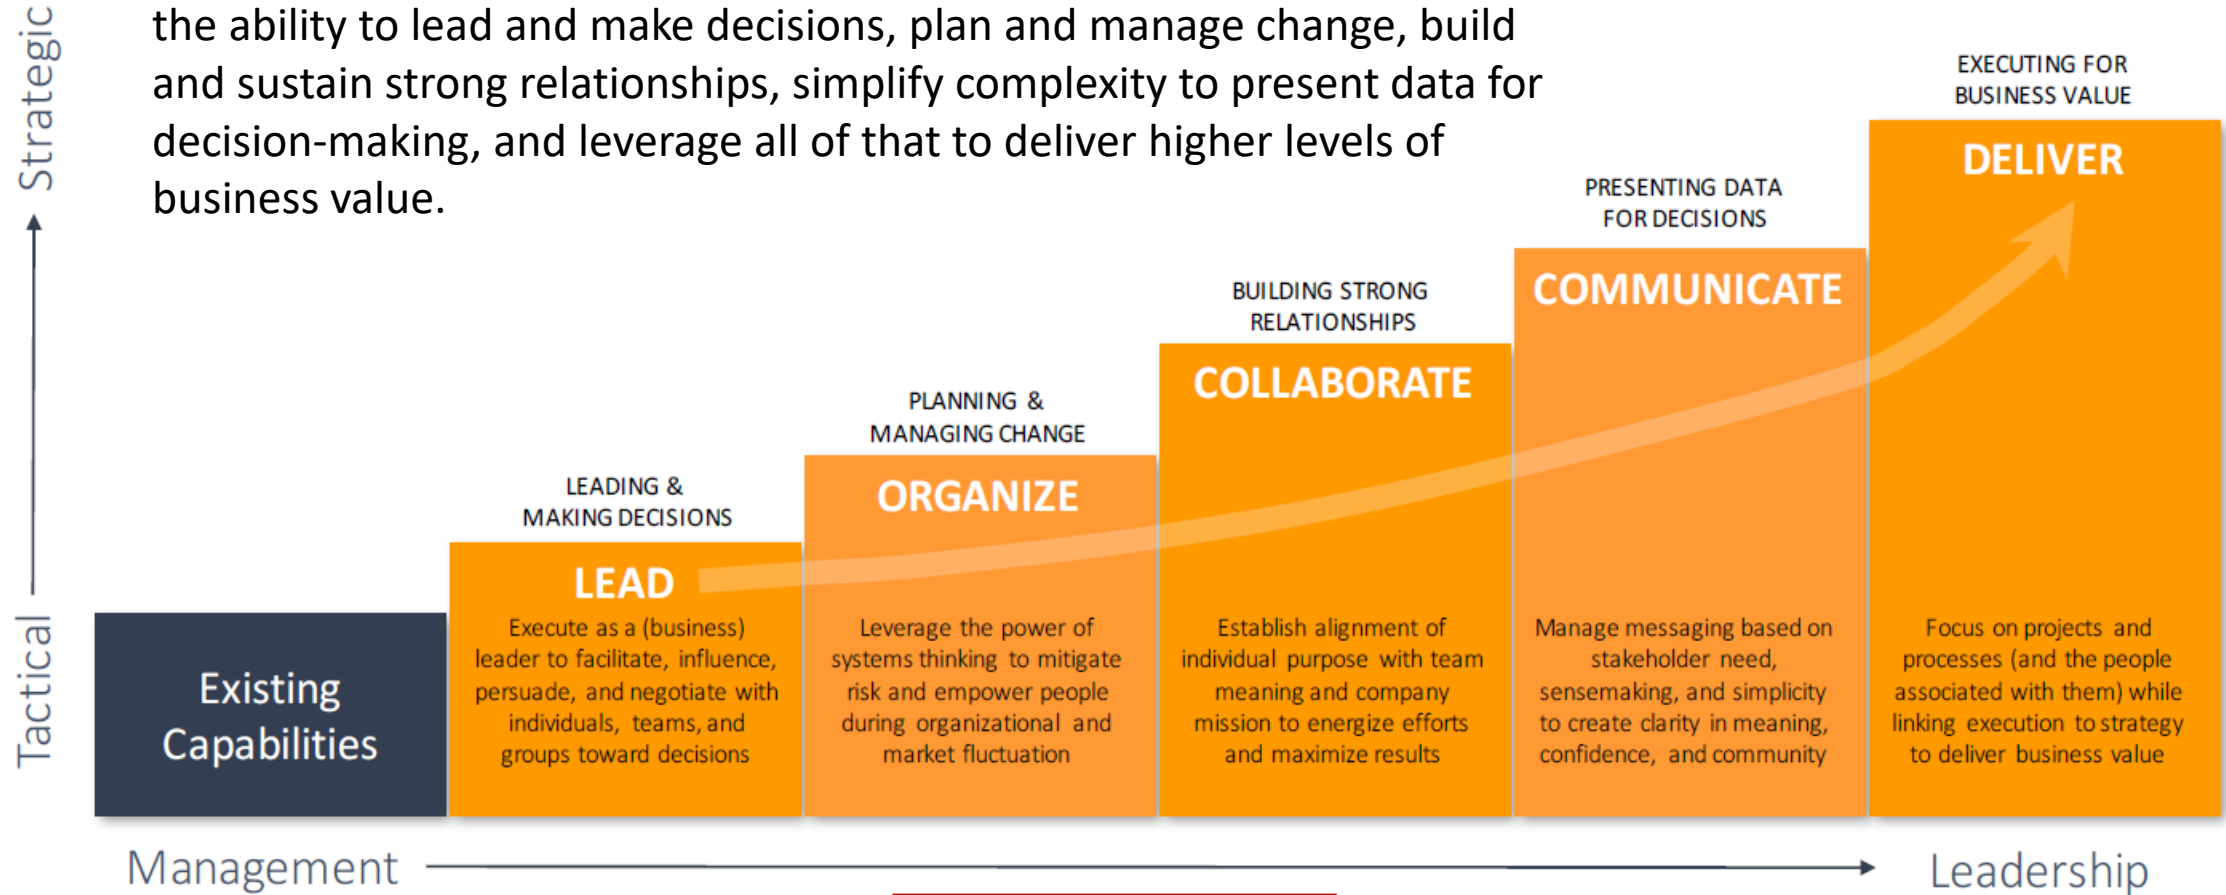 the ability to lead and make decisions, plan and manage change, build
and sustain strong relationships, simplify complexity to present data for
decision-making, and leverage all of that to deliver higher levels of
business value.
Strategic
Tactical
Existing
Capabilities
LEADING &
MAKING DECISIONS
LEAD
Execute as a (business)
leader to facilitate, influence,
persuade, and negotiate with
individuals, teams, and
groups toward decisions
PLANNING &
MANAGING CHANGE
ORGANIZE
Leverage the power of
systems thinking to mitigate
risk and empower people
during organizational and
market fluctuation
BUILDING STRONG
RELATIONSHIPS
COLLABORATE
Establish alignment of
individual purpose with team
meaning and company
mission to energize efforts
and maximize results
PRESENTING DATA
FOR DECISIONS
COMMUNICATE
Manage messaging based on
stakeholder need,
sensemaking, and simplicity
to create clarity in meaning,
confidence, and community
EXECUTING FOR
BUSINESS VALUE
DELIVER
Focus on projects and
processes (and the people
associated with them) while
linking execution to strategy
to deliver business value
Management
Leadership